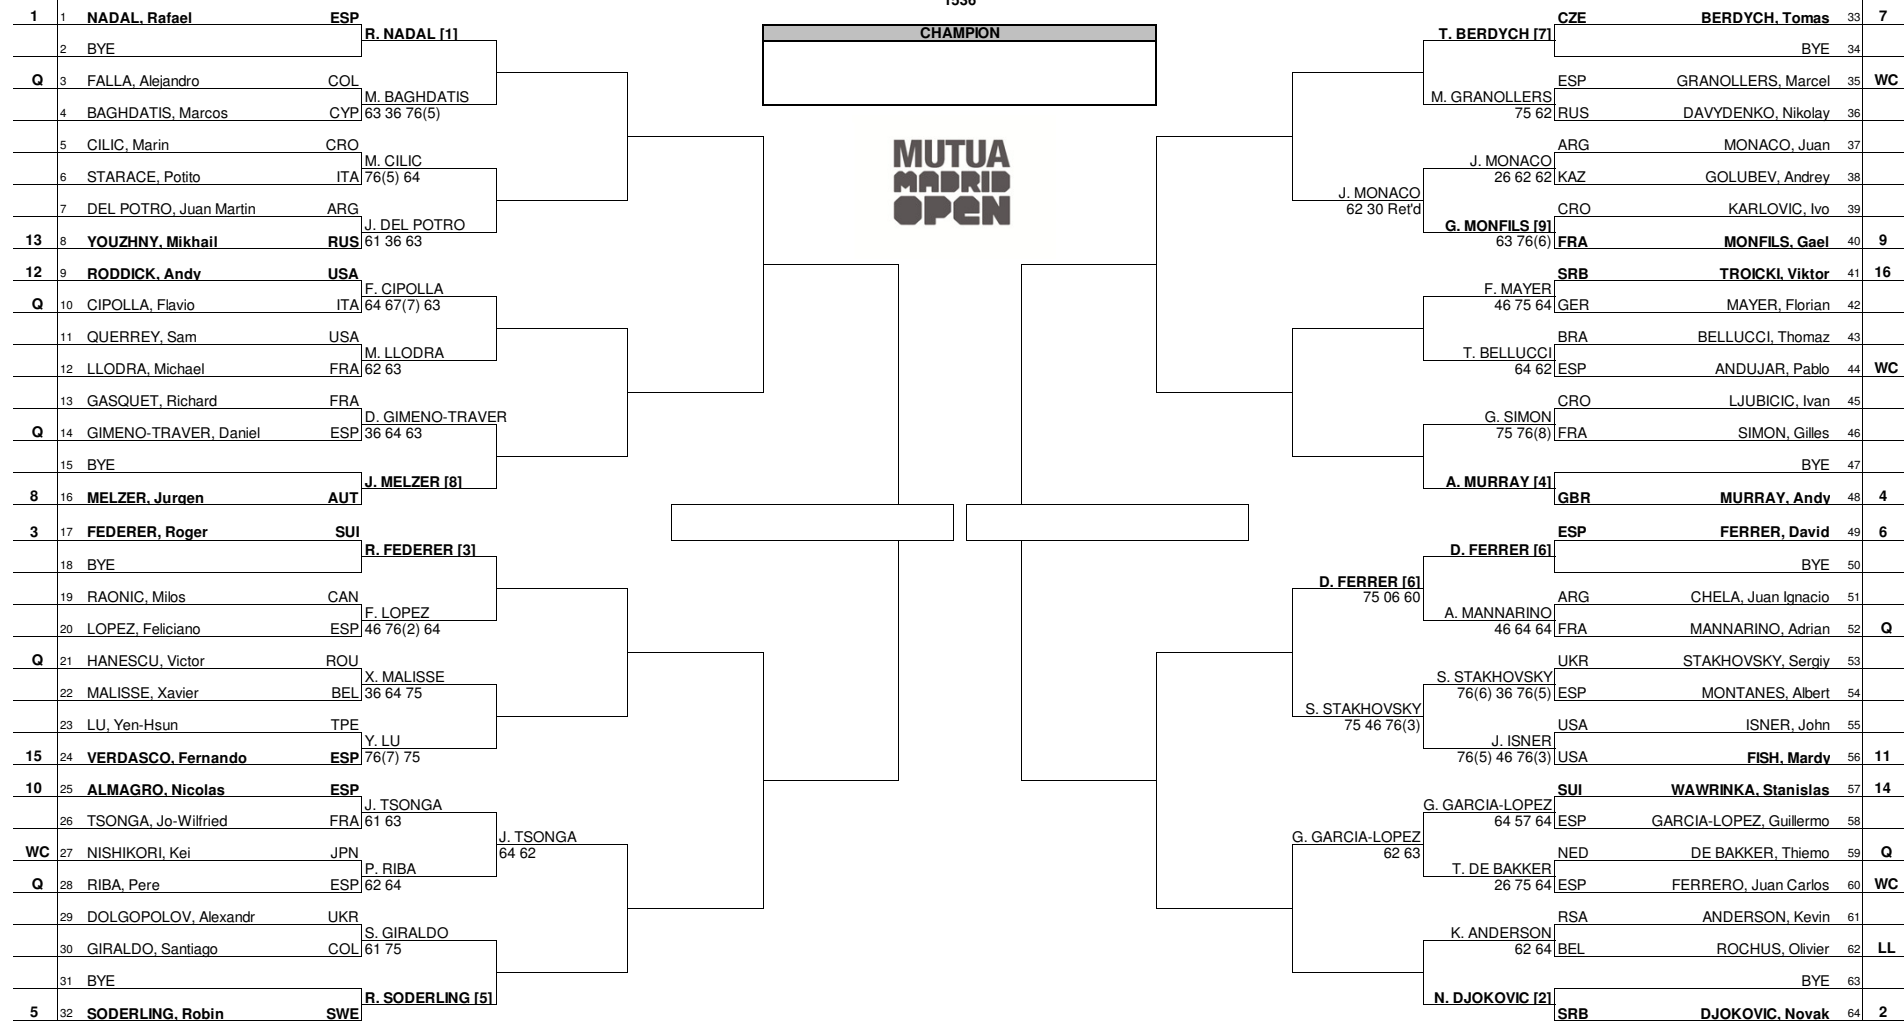 1536
CHAMPION
MUTUA
MADRID
OPEN
1 1 NADAL, Rafael ESP
R. NADAL [1]
2 BYE
Q 3 FALLA, Alejandro COL
M. BAGHDATIS
4 BAGHDATIS, Marcos CYP 63 36 76(5)
5 CILIC, Marin CRO
M. CILIC
6 STARACE, Potito ITA 76(5) 64
7 DEL POTRO, Juan Martin ARG
J. DEL POTRO
13 8 YOUZHNY, Mikhail RUS 61 36 63
12 9 RODDICK, Andy USA
F. CIPOLLA
Q 10 CIPOLLA, Flavio ITA 64 67(7) 63
11 QUERREY, Sam USA
M. LLODRA
12 LLODRA, Michael FRA 62 63
13 GASQUET, Richard FRA
D. GIMENO-TRAVER
Q 14 GIMENO-TRAVER, Daniel ESP 36 64 63
15 BYE
J. MELZER [8]
8 16 MELZER, Jurgen AUT
3 17 FEDERER, Roger SUI
R. FEDERER [3]
18 BYE
19 RAONIC, Milos CAN
F. LOPEZ
20 LOPEZ, Feliciano ESP 46 76(2) 64
Q 21 HANESCU, Victor ROU
X. MALISSE
22 MALISSE, Xavier BEL 36 64 75
23 LU, Yen-Hsun TPE
Y. LU
15 24 VERDASCO, Fernando ESP 76(7) 75
10 25 ALMAGRO, Nicolas ESP
J. TSONGA
26 TSONGA, Jo-Wilfried FRA 61 63
J. TSONGA
64 62
WC 27 NISHIKORI, Kei JPN
P. RIBA
Q 28 RIBA, Pere ESP 62 64
29 DOLGOPOLOV, Alexandr UKR
S. GIRALDO
30 GIRALDO, Santiago COL 61 75
31 BYE
R. SODERLING [5]
5 32 SODERLING, Robin SWE
CZE BERDYCH, Tomas 33 7
T. BERDYCH [7]
BYE 34
ESP GRANOLLERS, Marcel 35 WC
M. GRANOLLERS
75 62 RUS DAVYDENKO, Nikolay 36
ARG MONACO, Juan 37
J. MONACO
26 62 62 KAZ GOLUBEV, Andrey 38
J. MONACO
62 30 Ret'd
CRO KARLOVIC, Ivo 39
G. MONFILS [9]
63 76(6) FRA MONFILS, Gael 40 9
SRB TROICKI, Viktor 41 16
F. MAYER
46 75 64 GER MAYER, Florian 42
BRA BELLUCCI, Thomaz 43
T. BELLUCCI
64 62 ESP ANDUJAR, Pablo 44 WC
CRO LJUBICIC, Ivan 45
G. SIMON
75 76(8) FRA SIMON, Gilles 46
BYE 47
A. MURRAY [4]
GBR MURRAY, Andy 48 4
ESP FERRER, David 49 6
D. FERRER [6]
BYE 50
D. FERRER [6]
75 06 60
ARG CHELA, Juan Ignacio 51
A. MANNARINO
46 64 64 FRA MANNARINO, Adrian 52 Q
UKR STAKHOVSKY, Sergiy 53
S. STAKHOVSKY
76(6) 36 76(5) ESP MONTANES, Albert 54
S. STAKHOVSKY
75 46 76(3)
USA ISNER, John 55
J. ISNER
76(5) 46 76(3) USA FISH, Mardy 56 11
SUI WAWRINKA, Stanislas 57 14
G. GARCIA-LOPEZ
64 57 64 ESP GARCIA-LOPEZ, Guillermo 58
G. GARCIA-LOPEZ
62 63
NED DE BAKKER, Thiemo 59 Q
T. DE BAKKER
26 75 64 ESP FERRERO, Juan Carlos 60 WC
RSA ANDERSON, Kevin 61
K. ANDERSON
62 64 BEL ROCHUS, Olivier 62 LL
BYE 63
N. DJOKOVIC [2]
SRB DJOKOVIC, Novak 64 2